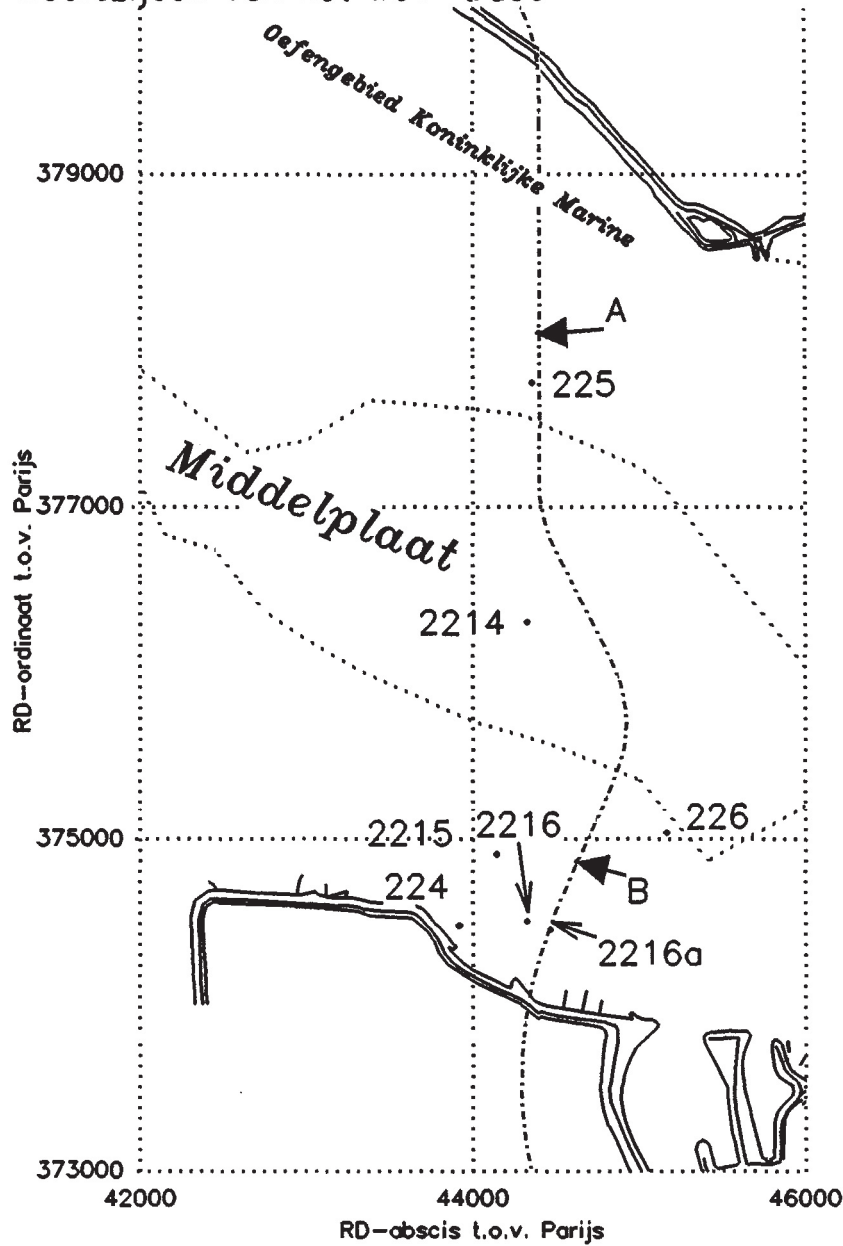 Oefengebied Koninklijke Marine
379000
A
225
Middelplaat
377000
RD-ordinaat t.o.v. Parijs
2214
375000
2215
2216
226
224
B
2216a
373000
42000
44000
46000
RD-abscis t.o.v. Parijs